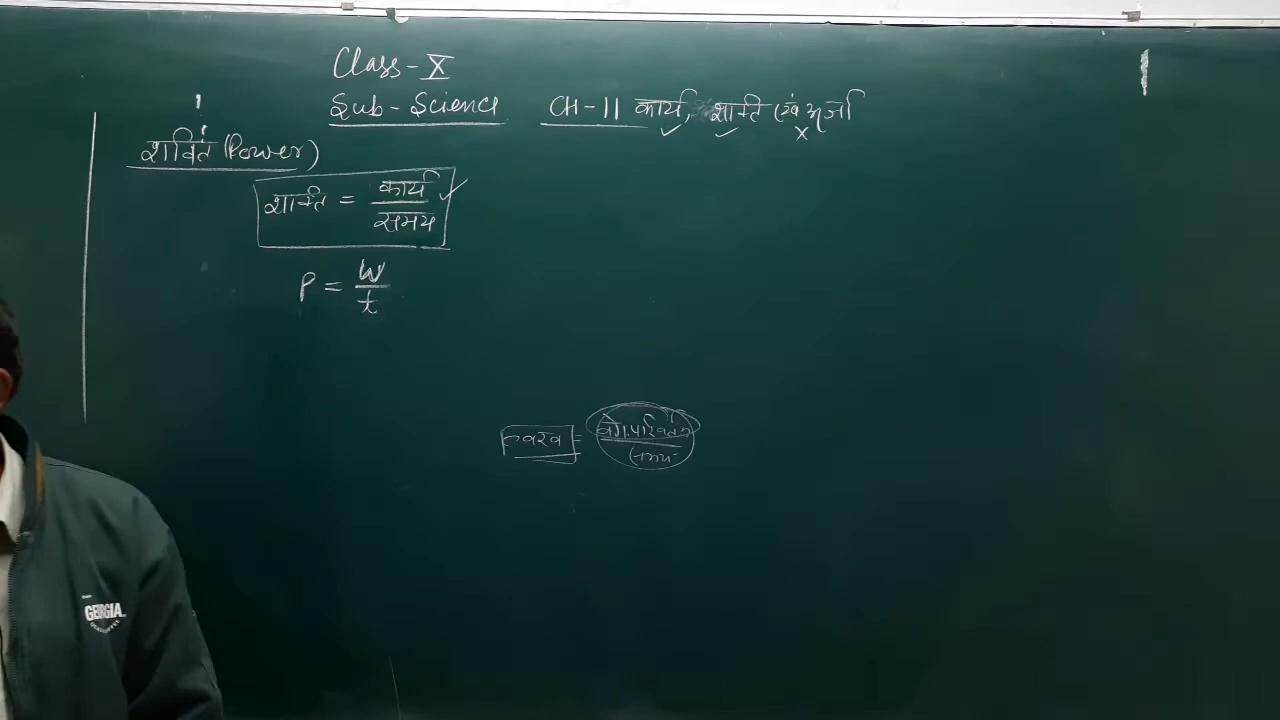 Class-X
Sub-Science CH-11 कार्य, शक्ति एवं ऊर्जा
x
शक्ति (Power)
शक्ति = कार्य
समय
P = W
t
त्वरण = वेग परिवर्तन
समय
GEORGIA